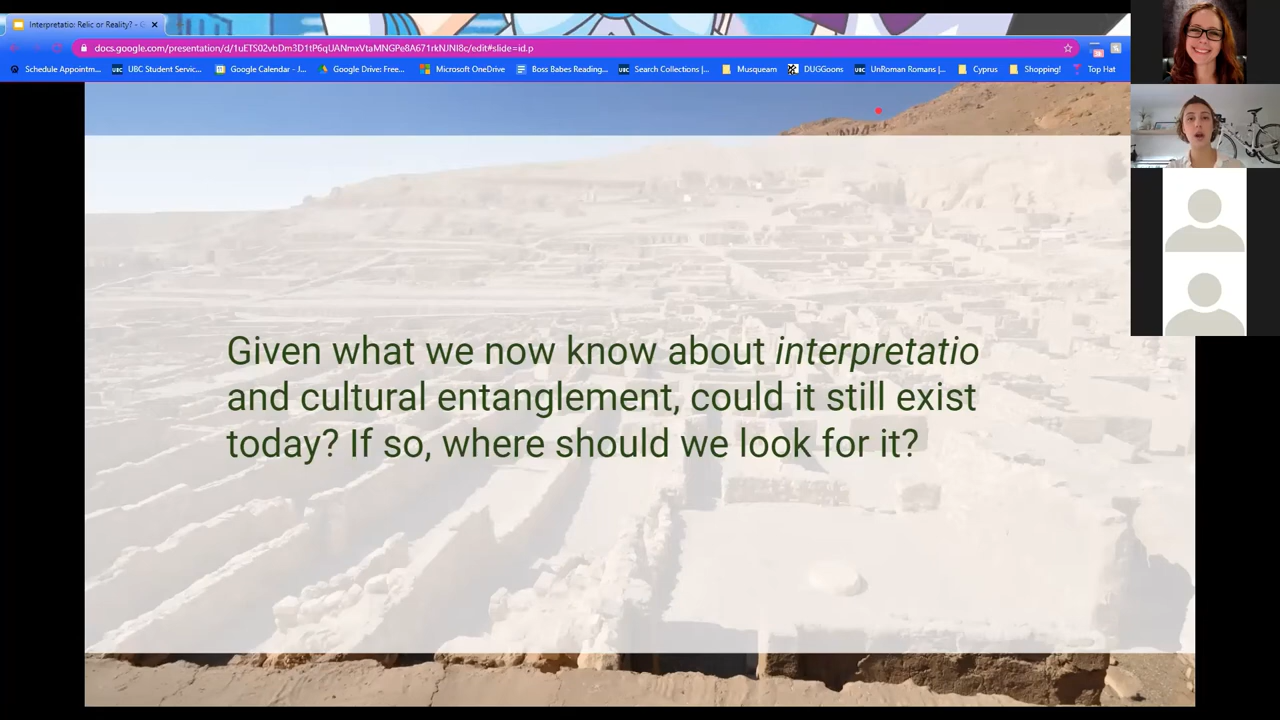 Interpretatio: Relic or Reality? - G
docs.google.com/presentation/d/1uETS02vbDm3D1tP6qUANmxVtaMNGPe8A671rkNJNI8c/edit#slide=id.p
Schedule Appointm... UBC Student Servic... Google Calendar - J... Google Drive: Free... Microsoft OneDrive Boss Babes Reading... UBC Search Collections |... Musqueam DUGGoons UBC UnRoman Romans |... Cyprus Shopping! Top Hat
Given what we now know about interpretatio
and cultural entanglement, could it still exist
today? If so, where should we look for it?